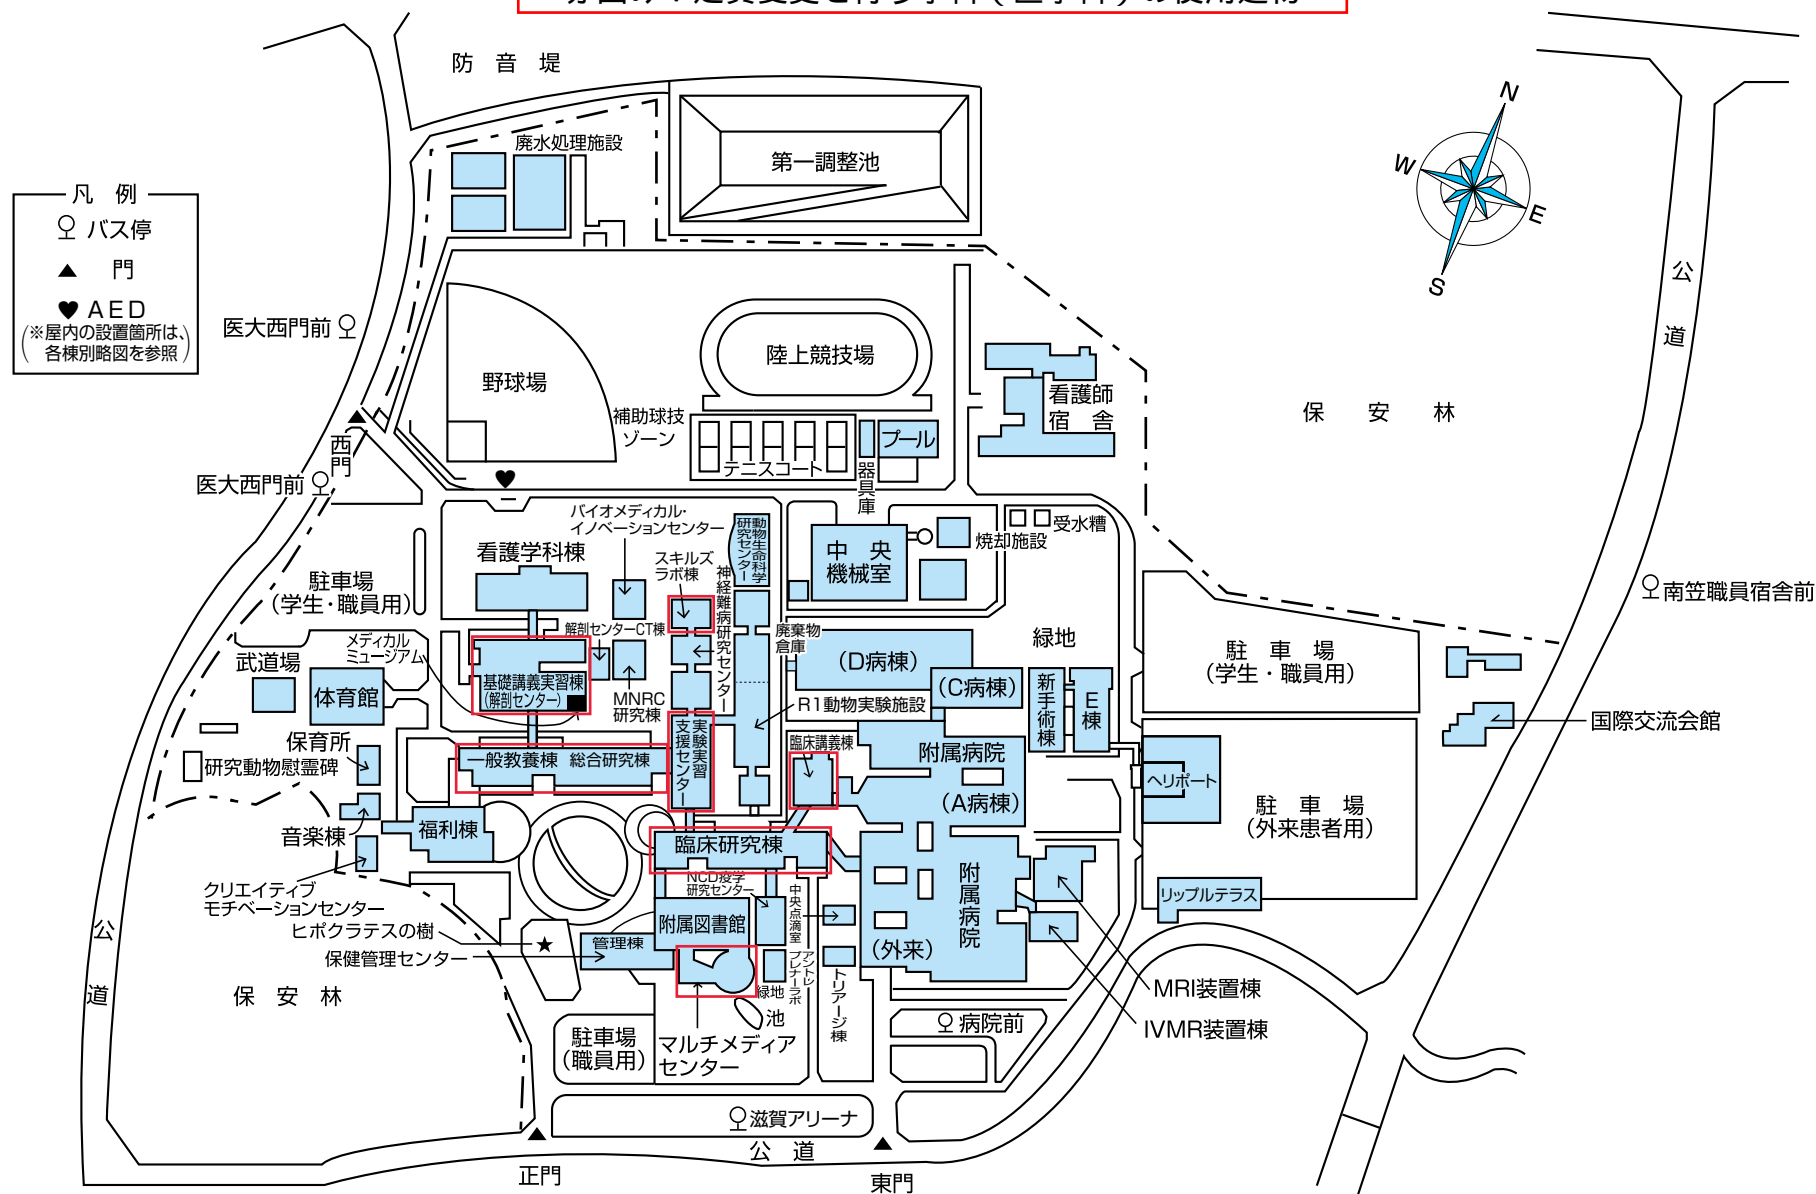 防音堤
廃水処理施設
第一調整池
N
W
E
S
凡例
バス停
門
AED
(※屋内の設置箇所は、
各棟別略図を参照)
公道
医大西門前
野球場
陸上競技場
看護師
宿舎
保安林
補助球技
ゾーン
プール
テニスコート
器具庫
西門
医大西門前
バイオメディカル・
イノベーションセンター
動物生命科学
研究センター
受水糟
焼却施設
中央
機械室
看護学科棟
スキルズ
ラボ棟
神経難病研究センター
駐車場
(学生・職員用)
南笠職員宿舎前
解剖センターCT棟
廃棄物
倉庫
緑地
メディカル
ミュージアム
駐車場
(学生・職員用)
武道場
体育館
基礎講義実習棟
(解剖センター)
MNRC
研究棟
(D病棟)
(C病棟)
新手術棟
E棟
R1動物実験施設
国際交流会館
実験実習
支援センター
臨床講義棟
附属病院
保育所
研究動物慰霊碑
一般教養棟
総合研究棟
ヘリポート
(A病棟)
駐車場
(外来患者用)
音楽棟
福利棟
臨床研究棟
クリエイティブ
モチベーションセンター
NCD疫学
研究センター
中央点滴室
附属病院
リップルテラス
ヒポクラテスの樹
附属図書館
管理棟
(外来)
保健管理センター
アントレ
プレナーラボ
トリアージ棟
公道
保安林
緑地
池
MRI装置棟
IVMR装置棟
病院前
駐車場
(職員用)
マルチメディア
センター
滋賀アリーナ
公道
正門
東門